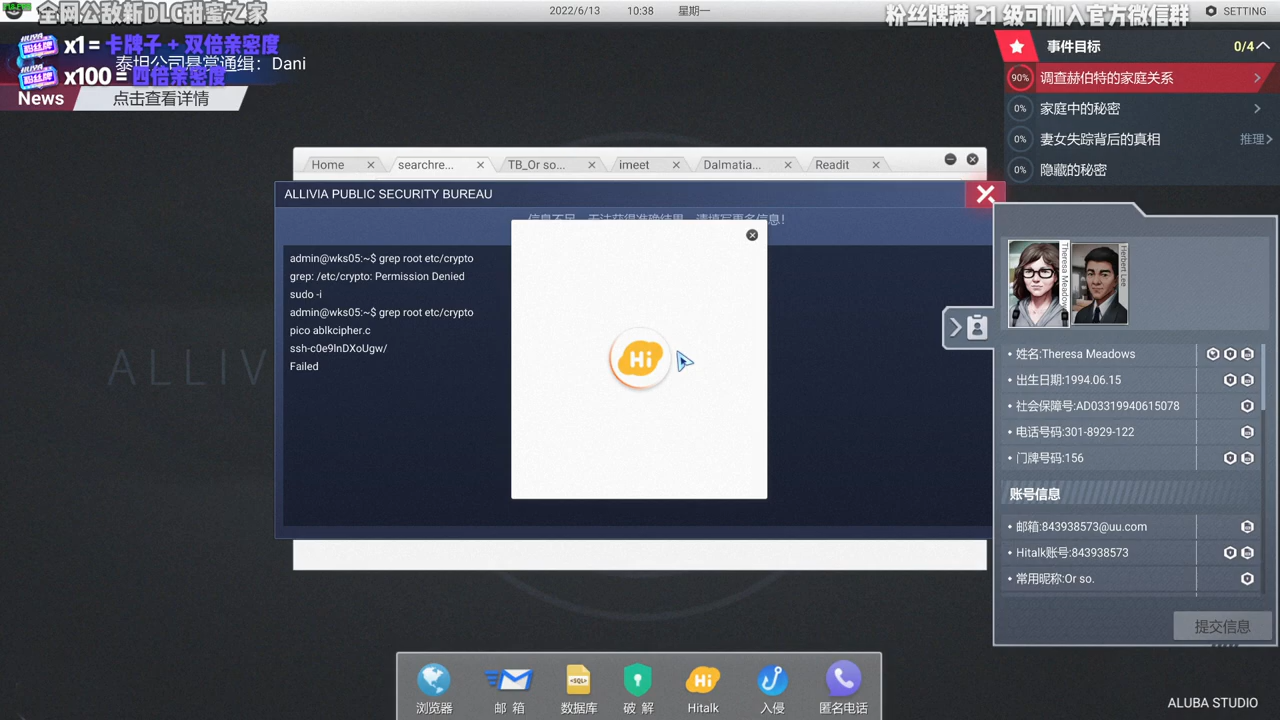 全网公敌新DLC甜蜜之家
2022/6/13 10:38 星期一
粉丝牌满 21 级可加入官方微信群
SETTING
粉丝牌 x1 = 卡牌子 + 双倍亲密度
泰坦公司悬赏通缉：Dani
粉丝牌 x100 = 四倍亲密度
News 点击查看详情
事件目标 0/4
90% 调查赫伯特的家庭关系
0% 家庭中的秘密
0% 妻女失踪背后的真相 推理
0% 隐藏的秘密
Home searchre... TB_Or so... imeet Dalmatia... Readit
ALLIVIA PUBLIC SECURITY BUREAU
信息不足，无法获得准确结果，请填写更多信息！
admin@wks05:~$ grep root etc/crypto
grep: /etc/crypto: Permission Denied
sudo -i
admin@wks05:~$ grep root etc/crypto
pico ablkcipher.c
ssh-c0e9lnDXoUgw/
Failed
Hi
ALLIV
Theresa Meadows
Herbert Lee
姓名:Theresa Meadows
出生日期:1994.06.15
社会保障号:AD03319940615078
电话号码:301-8929-122
门牌号码:156
账号信息
邮箱:843938573@uu.com
Hitalk账号:843938573
常用昵称:Or so.
提交信息
<SQL>
Hi
浏览器 邮 箱 数据库 破 解 Hitalk 入侵 匿名电话
ALUBA STUDIO